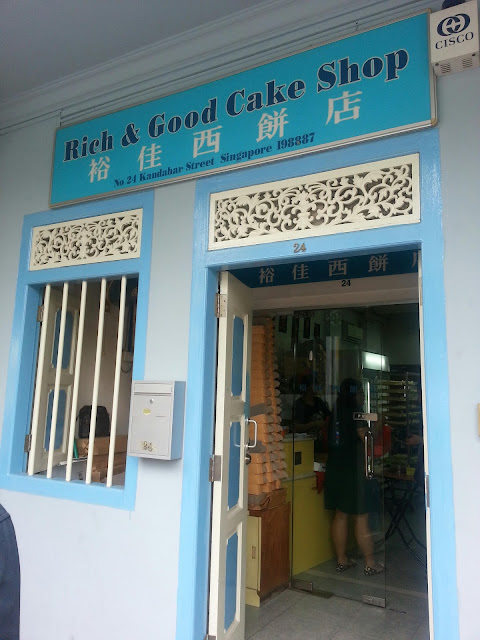 Rich & Good Cake Shop
裕佳西餅店
No 24 Kandahar Street Singapore 198887
CISCO
24
裕佳西餅店
24
24